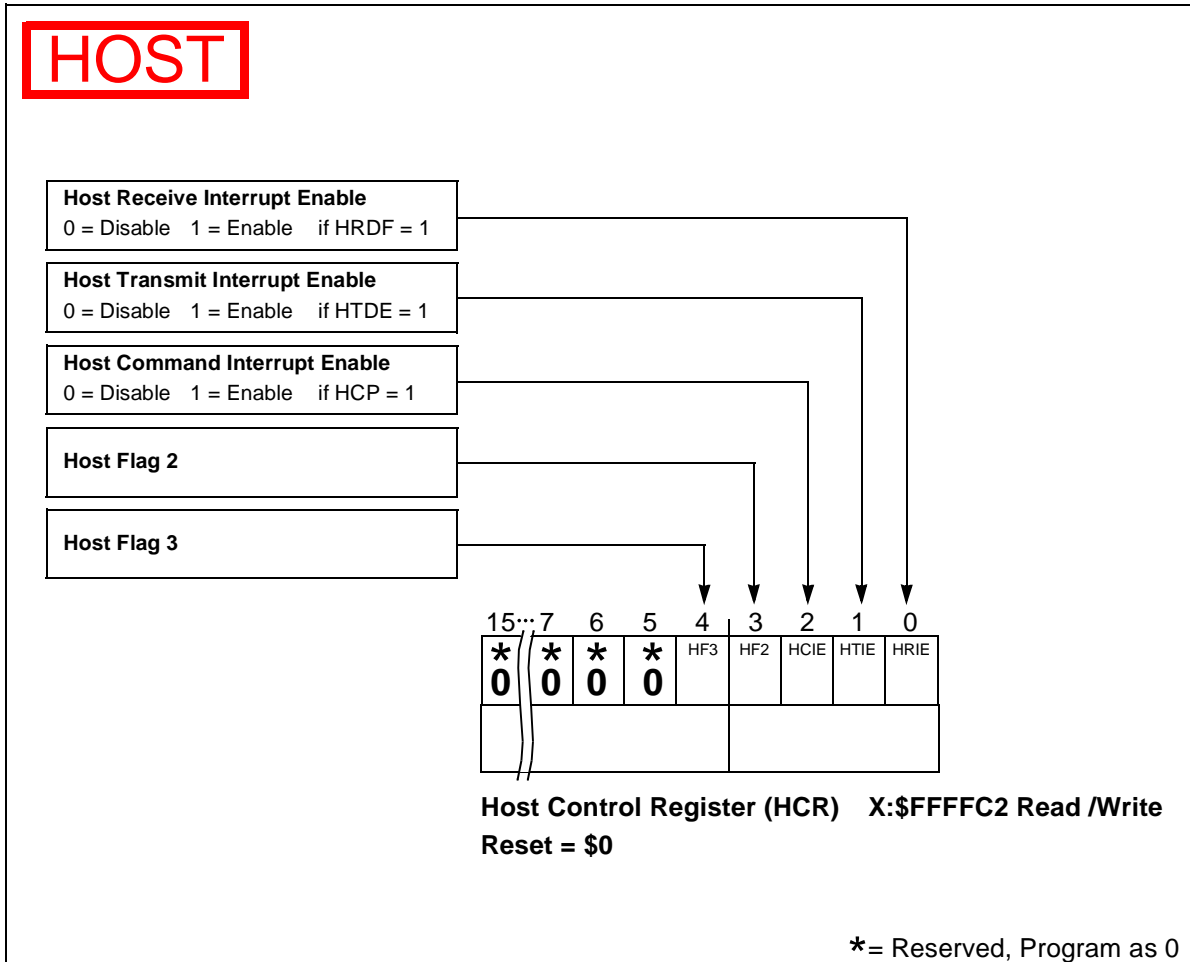 HOST
Host Receive Interrupt Enable
0 = Disable 1 = Enable if HRDF = 1
Host Transmit Interrupt Enable
0 = Disable 1 = Enable if HTDE = 1
Host Command Interrupt Enable
0 = Disable 1 = Enable if HCP = 1
Host Flag 2
Host Flag 3
15 ··· 7 6 5 4 3 2 1 0
* * * * HF3 HF2 HCIE HTIE HRIE
0 0 0 0
Host Control Register (HCR) X:$FFFFC2 Read /Write
Reset = $0
* = Reserved, Program as 0